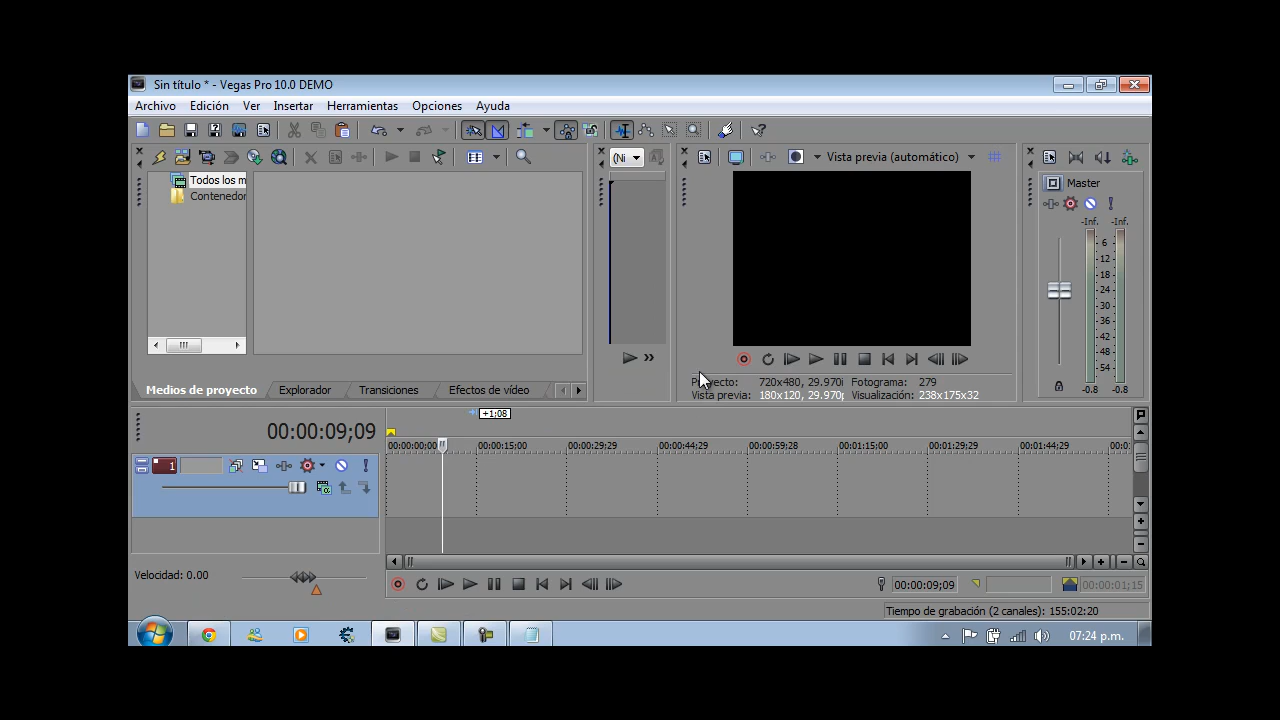 Sin título * - Vegas Pro 10.0 DEMO
Archivo Edición Ver Insertar Herramientas Opciones Ayuda
(Ni Vista previa (automático)
Todos los m
Contenedor
Master
-Inf. -Inf.
6
12
18
24
30
36
42
48
54
-0.8 -0.8
Medios de proyecto Explorador Transiciones Efectos de vídeo
Proyecto: 720x480, 29.970i Fotograma: 279
Vista previa: 180x120, 29.970p Visualización: 238x175x32
+1;08
00:00:09;09
00:00:00;00 00:00:15;00 00:00:29;29 00:00:44;29 00:00:59;28 00:01:15;00 00:01:29;29 00:01:44;29 00:0
1
Velocidad: 0.00
00:00:09;09 00:00:01;15
Tiempo de grabación (2 canales): 155:02:20
07:24 p.m.